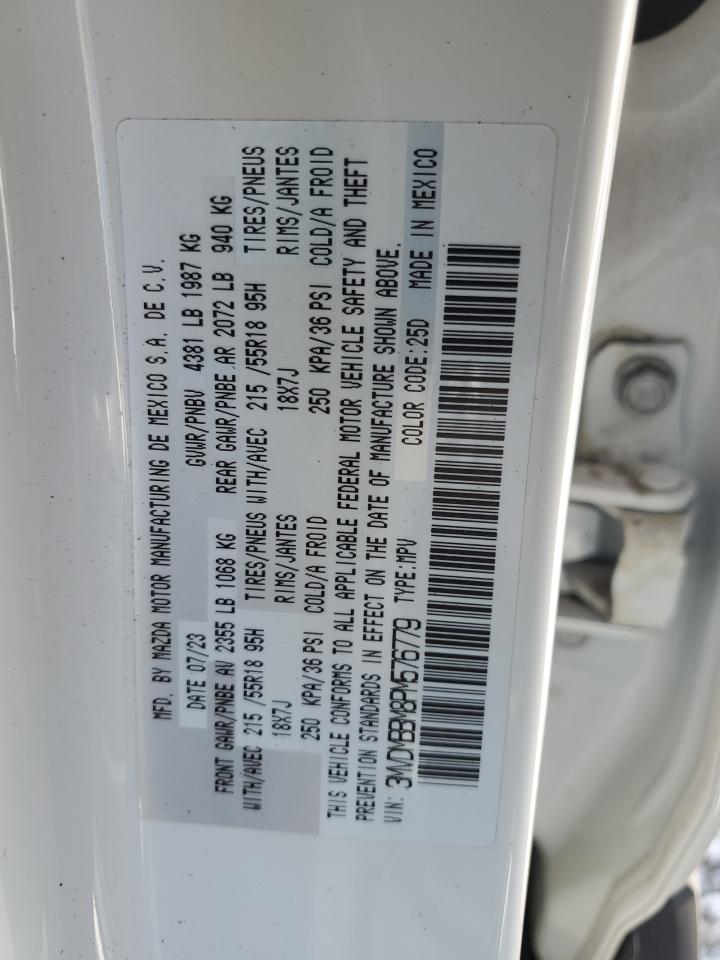 MFD. BY MAZDA MOTOR MANUFACTURING DE MEXICO S.A. DE C.V.
DATE 07/23 GVWR/PNBV 4381 LB 1987 KG
FRONT GAWR/PNBE AV 2355 LB 1068 KG REAR GAWR/PNBE AR 2072 LB 940 KG
WITH/AVEC 215 /55R18 95H TIRES/PNEUS WITH/AVEC 215 /55R18 95H TIRES/PNEUS
18X7J RIMS/JANTES 18X7J RIMS/JANTES
250 KPA/36 PSI COLD/A FROID 250 KPA/36 PSI COLD/A FROID
THIS VEHICLE CONFORMS TO ALL APPLICABLE FEDERAL MOTOR VEHICLE SAFETY AND THEFT
PREVENTION STANDARDS IN EFFECT ON THE DATE OF MANUFACTURE SHOWN ABOVE.
VIN: 3MVDMBBM8PM576779 TYPE:MPV COLOR CODE:25D MADE IN MEXICO